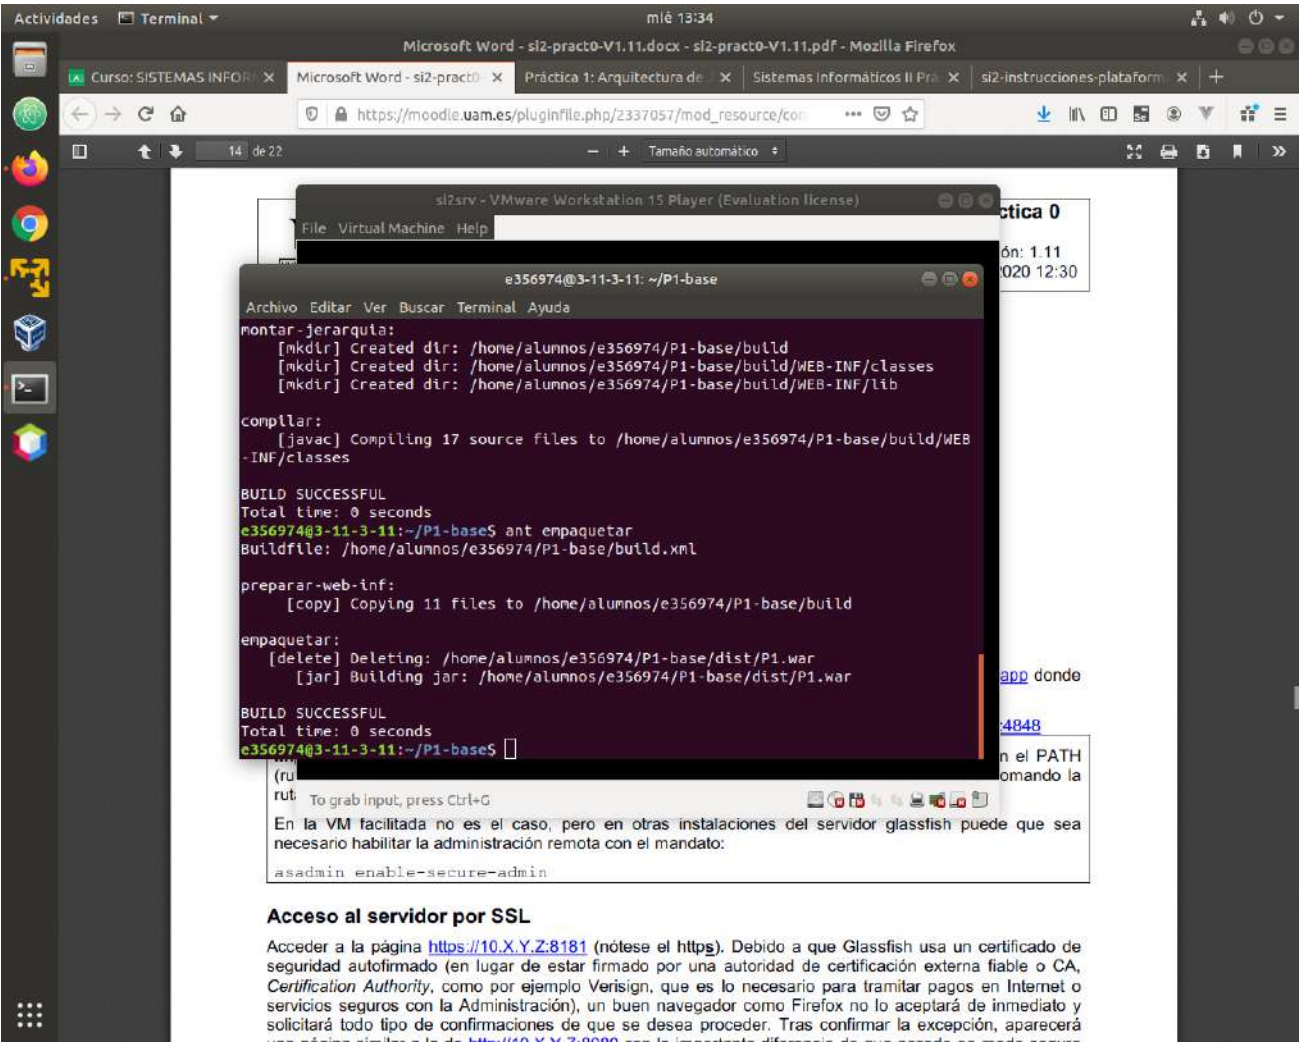 Actividades
Terminal
mié 13:34
Microsoft Word - si2-pract0-V1.11.docx - si2-pract0-V1.11.pdf - Mozilla Firefox
Curso: SISTEMAS INFOR
Microsoft Word - si2-pract0-
Práctica 1: Arquitectura de
Sistemas Informáticos II Prá
si2-instrucciones-plataform
https://moodle.uam.es/pluginfile.php/2337057/mod_resource/con
14 de 22
Tamaño automático
si2srv - VMware Workstation 15 Player (Evaluation license)
File Virtual Machine Help
ctica 0
ón: 1.11
2020 12:30
e356974@3-11-3-11: ~/P1-base
Archivo Editar Ver Buscar Terminal Ayuda
montar-jerarquia:
[mkdir] Created dir: /home/alumnos/e356974/P1-base/build
[mkdir] Created dir: /home/alumnos/e356974/P1-base/build/WEB-INF/classes
[mkdir] Created dir: /home/alumnos/e356974/P1-base/build/WEB-INF/lib
compilar:
[javac] Compiling 17 source files to /home/alumnos/e356974/P1-base/build/WEB
-INF/classes
BUILD SUCCESSFUL
Total time: 0 seconds
e356974@3-11-3-11:~/P1-base$ ant empaquetar
Buildfile: /home/alumnos/e356974/P1-base/build.xml
preparar-web-inf:
[copy] Copying 11 files to /home/alumnos/e356974/P1-base/build
empaquetar:
[delete] Deleting: /home/alumnos/e356974/P1-base/dist/P1.war
[jar] Building jar: /home/alumnos/e356974/P1-base/dist/P1.war
BUILD SUCCESSFUL
Total time: 0 seconds
e356974@3-11-3-11:~/P1-base$
app donde
:4848
n el PATH
(ru
omando la
rut
To grab input, press Ctrl+G
En la VM facilitada no es el caso, pero en otras instalaciones del servidor glassfish puede que sea
necesario habilitar la administración remota con el mandato:
asadmin enable-secure-admin
Acceso al servidor por SSL
Acceder a la página https://10.X.Y.Z:8181 (nótese el https). Debido a que Glassfish usa un certificado de
seguridad autofirmado (en lugar de estar firmado por una autoridad de certificación externa fiable o CA,
Certification Authority, como por ejemplo Verisign, que es lo necesario para tramitar pagos en Internet o
servicios seguros con la Administración), un buen navegador como Firefox no lo aceptará de inmediato y
solicitará todo tipo de confirmaciones de que se desea proceder. Tras confirmar la excepción, aparecerá